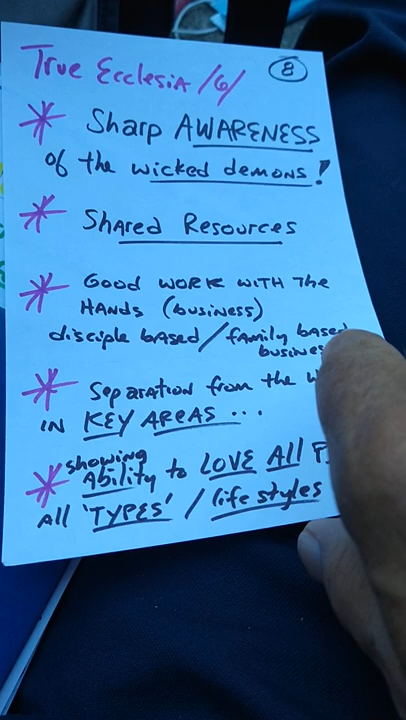 True Ecclesia /6/ 8
* Sharp AWARENESS
of the wicked demons!
* Shared Resources
* Good work with the
Hands (business)
disciple based/family based
* Separation from the
in KEY AREAS...
showing
* Ability to LOVE All
all 'TYPES' / life styles